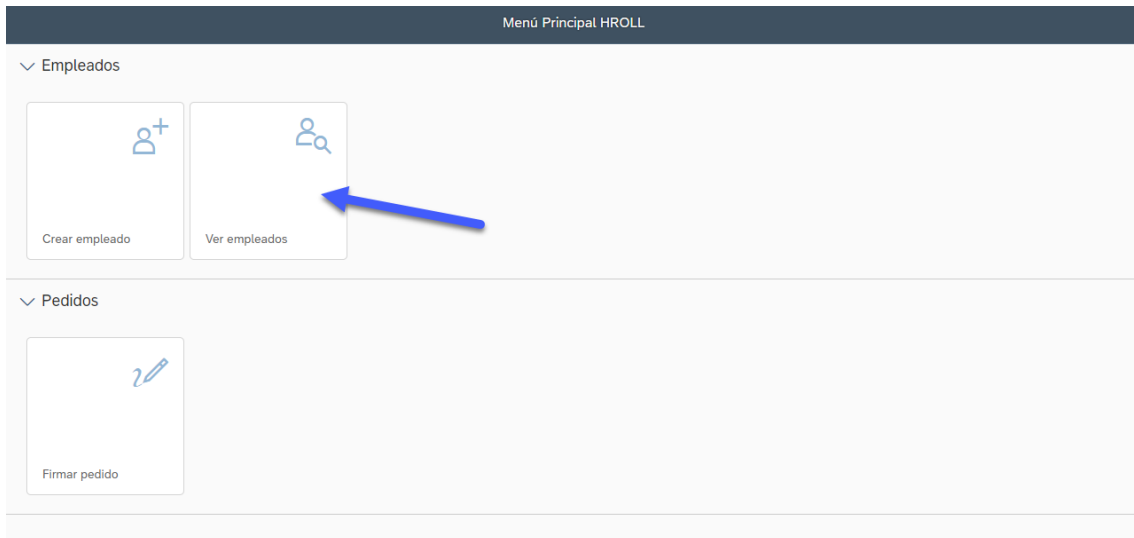 Menú Principal HROLL
Empleados
Crear empleado
Ver empleados
Pedidos
Firmar pedido